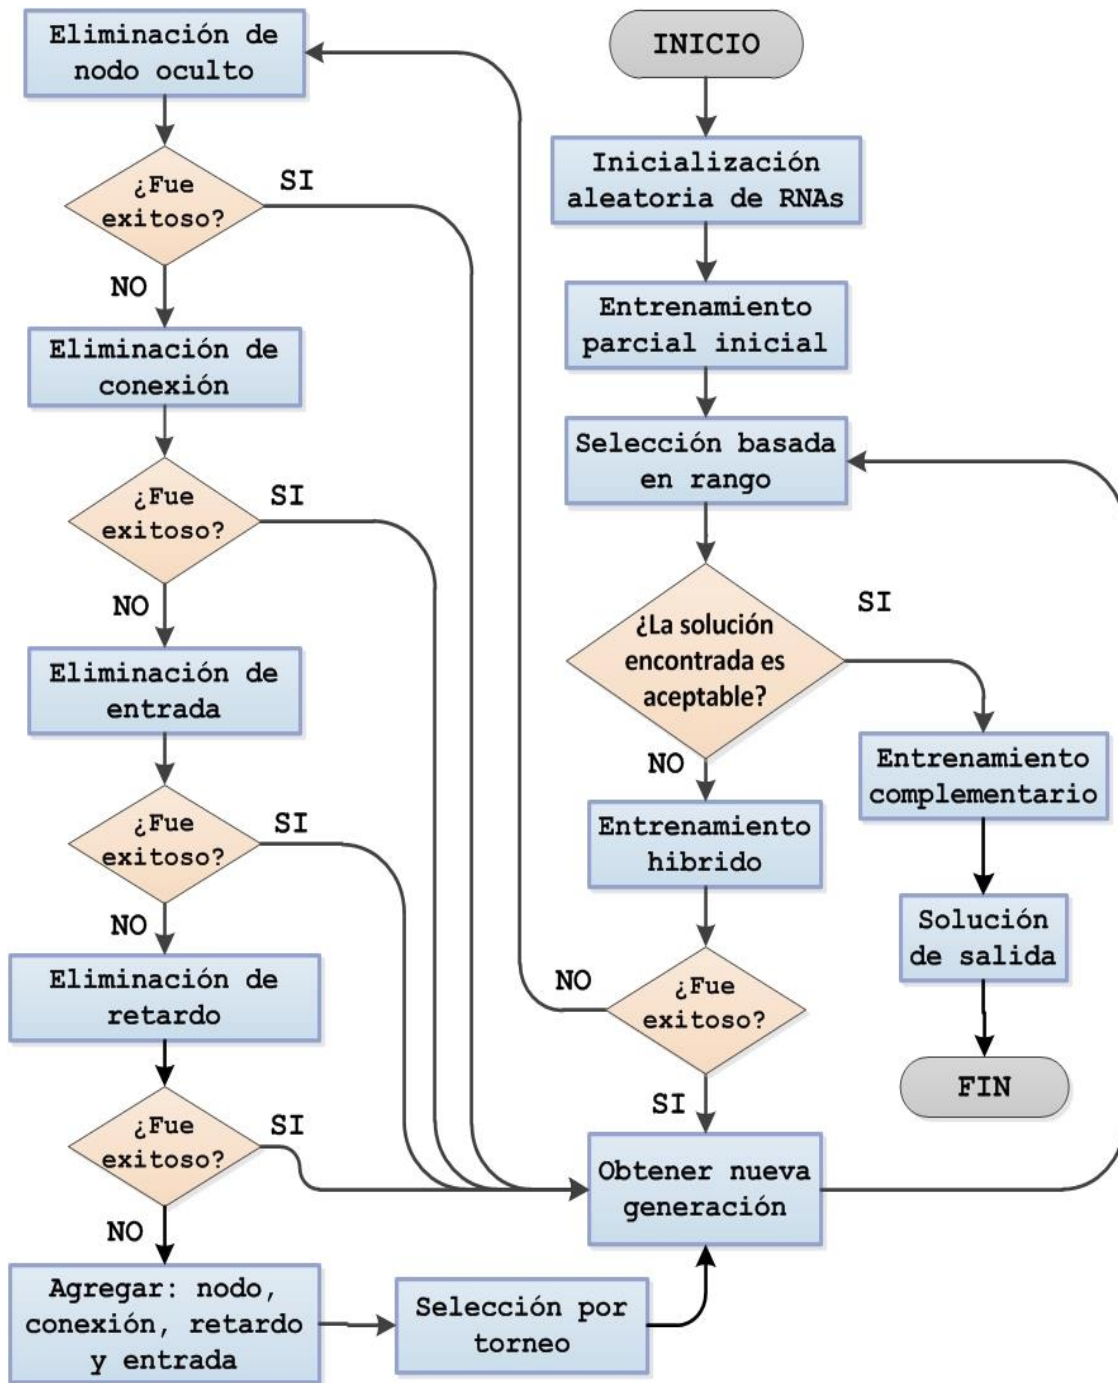 INICIO
Inicialización
aleatoria de RNAs
Entrenamiento
parcial inicial
Selección basada
en rango
¿La solución
encontrada es
aceptable?
SI
Entrenamiento
complementario
Solución
de salida
FIN
NO
Entrenamiento
hibrido
¿Fue
exitoso?
NO
SI
Obtener nueva
generación
Eliminación de
nodo oculto
¿Fue
exitoso?
SI
NO
Eliminación de
conexión
¿Fue
exitoso?
SI
NO
Eliminación de
entrada
¿Fue
exitoso?
SI
NO
Eliminación de
retardo
¿Fue
exitoso?
SI
NO
Agregar: nodo,
conexión, retardo
y entrada
Selección por
torneo